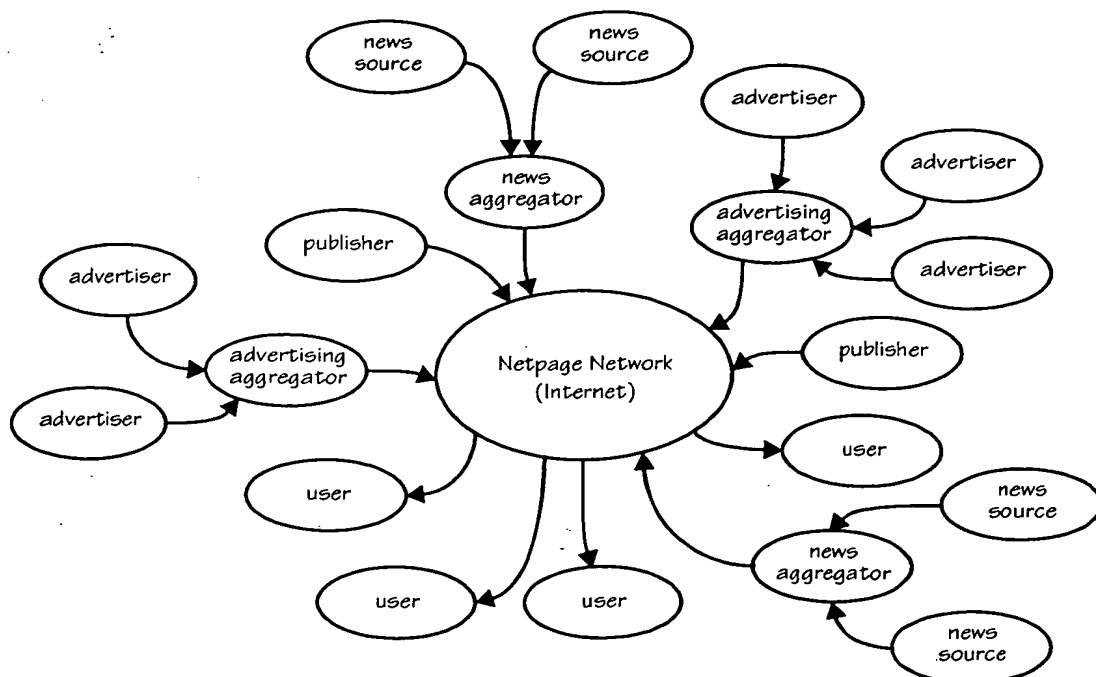 news
source
news
source
advertiser
advertiser
news
aggregator
advertising
aggregator
publisher
advertiser
advertiser
publisher
advertising
aggregator
Netpage Network
(Internet)
advertiser
user
user
news
source
news
aggregator
user
user
news
source